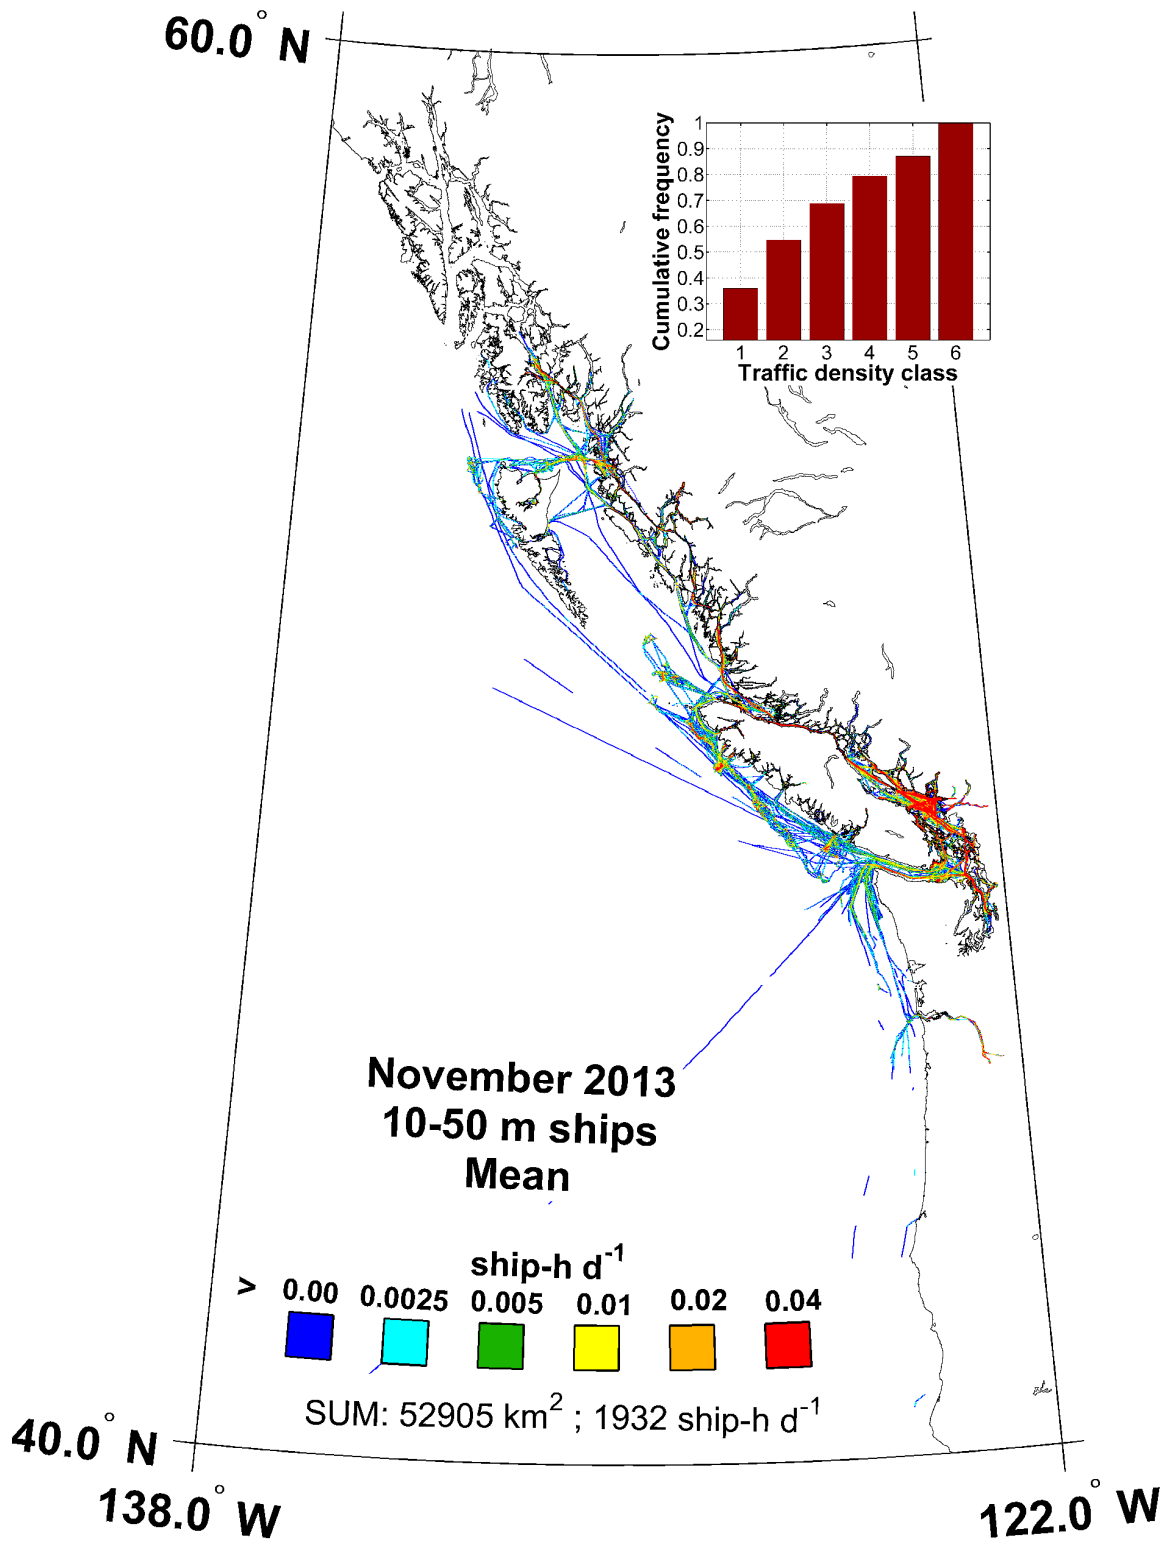 60.0° N
Cumulative frequency
1
0.9
0.8
0.7
0.6
0.5
0.4
0.3
0.2
1 2 3 4 5 6
Traffic density class
November 2013
10-50 m ships
Mean
ship-h d⁻¹
> 0.00 0.0025 0.005 0.01 0.02 0.04
SUM: 52905 km² ; 1932 ship-h d⁻¹
40.0° N
138.0° W
122.0° W